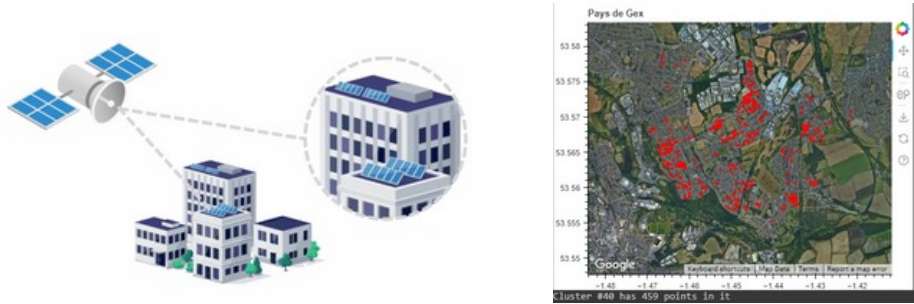 Pays de Gex
53.58
53.575
53.57
53.565
53.56
53.555
53.55
Google
Keyboard shortcuts
Map Data
Terms
Report a map error
-1.48
-1.47
-1.46
-1.45
-1.44
-1.43
-1.42
Cluster #40 has 459 points in it